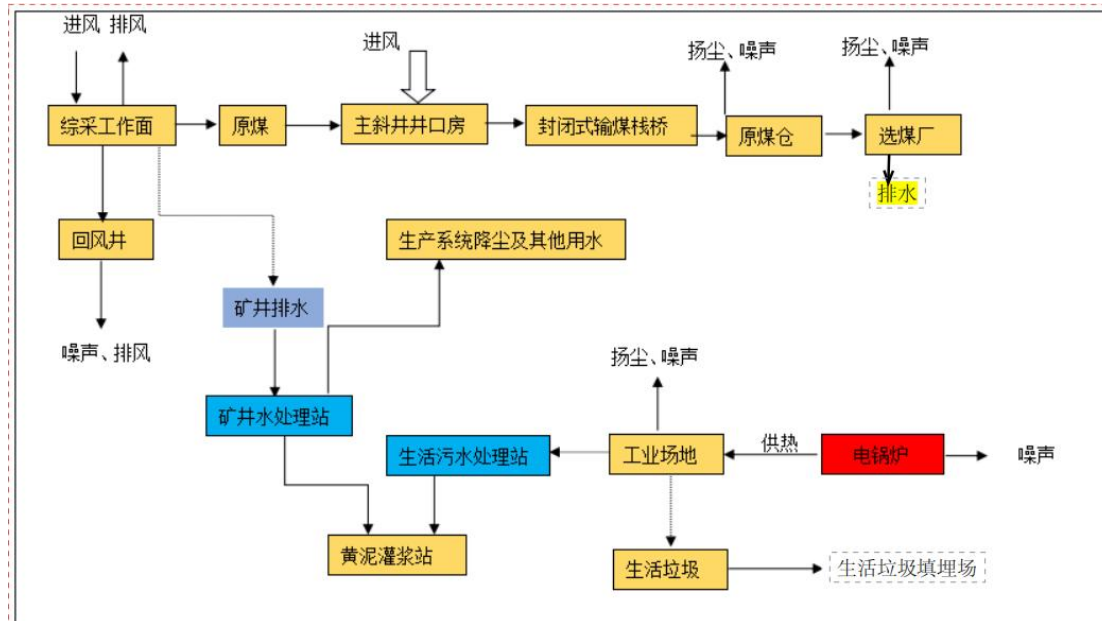 进风 排风
进风
扬尘、噪声
扬尘、噪声
综采工作面
原煤
主斜井井口房
封闭式输煤栈桥
原煤仓
选煤厂
排水
回风井
生产系统降尘及其他用水
矿井排水
噪声、排风
扬尘、噪声
矿井水处理站
生活污水处理站
工业场地
供热
电锅炉
噪声
黄泥灌浆站
生活垃圾
生活垃圾填埋场